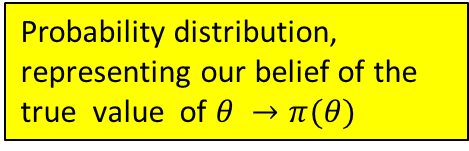 Probability distribution,
representing our belief of the
true value of 𝜃 → 𝜋(𝜃)